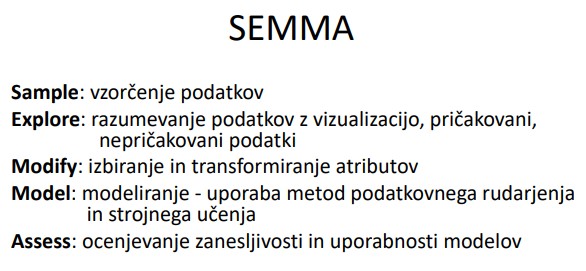 SEMMA
Sample: vzorčenje podatkov
Explore: razumevanje podatkov z vizualizacijo, pričakovani,
nepričakovani podatki
Modify: izbiranje in transformiranje atributov
Model: modeliranje - uporaba metod podatkovnega rudarjenja
in strojnega učenja
Assess: ocenjevanje zanesljivosti in uporabnosti modelov